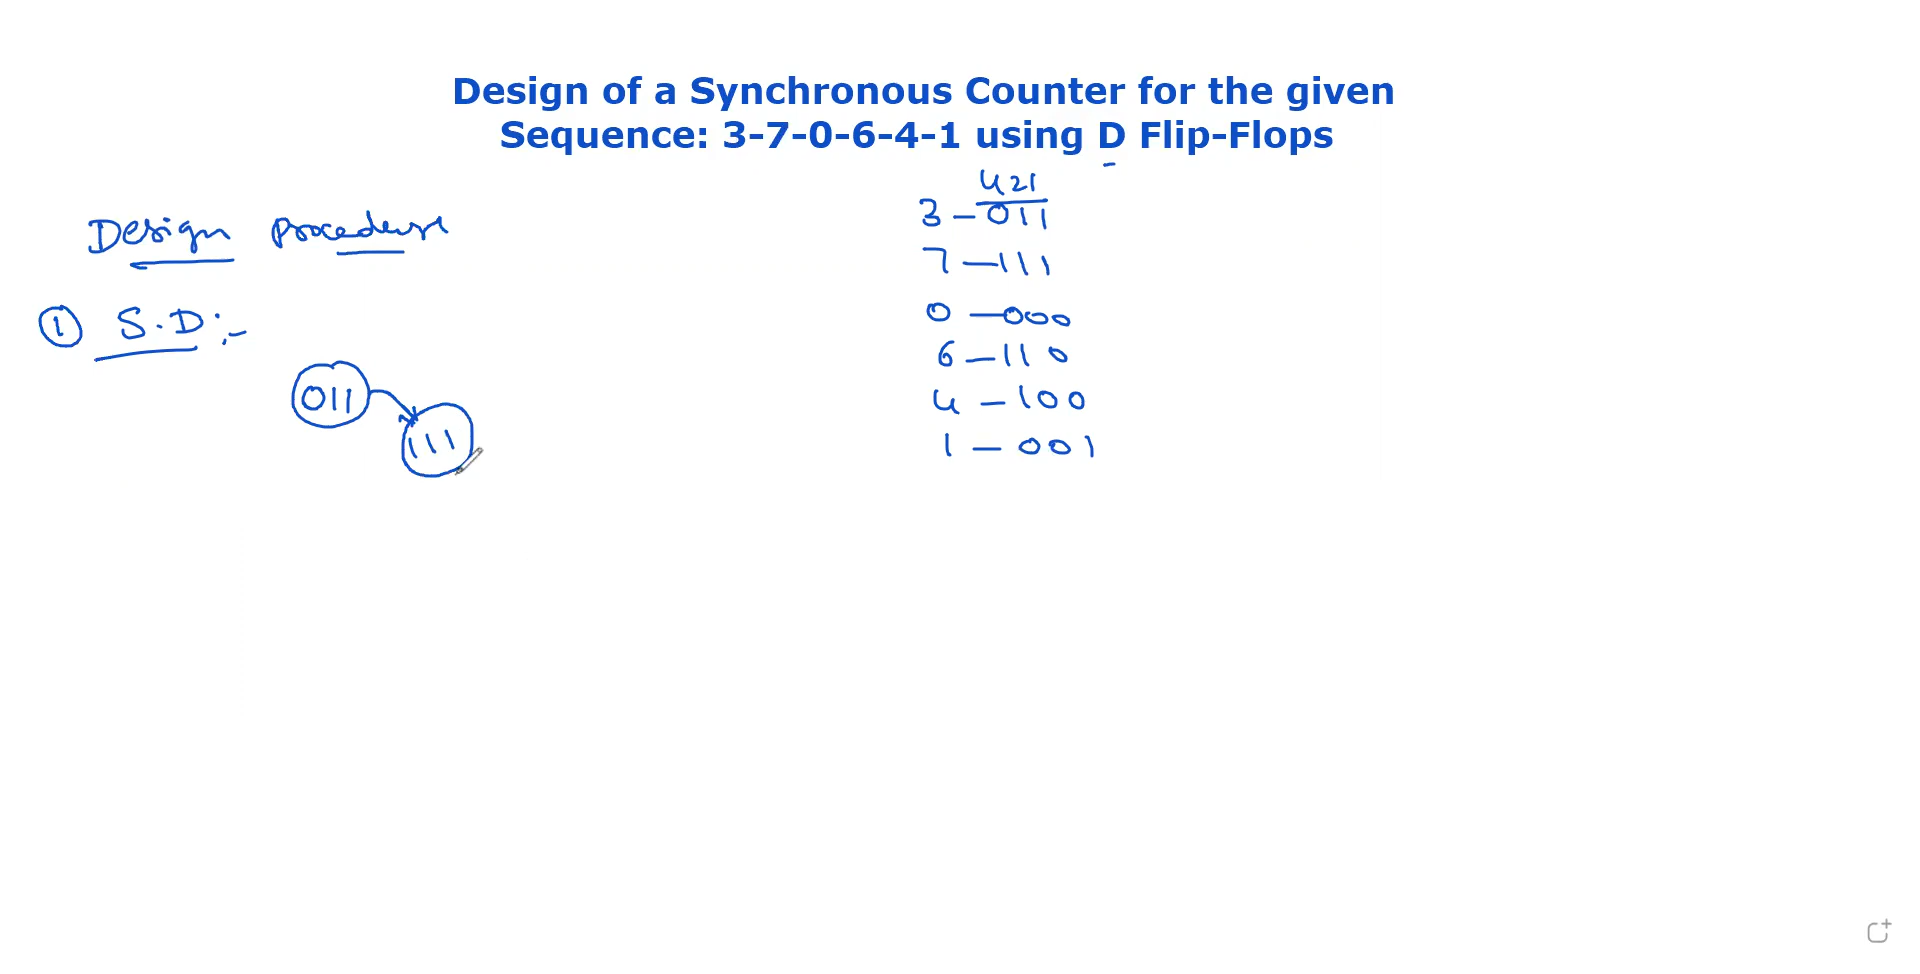 Design of a Synchronous Counter for the given
Sequence: 3-7-0-6-4-1 using D Flip-Flops
Design Procedure
① S.D:-
011
111
421
3 - 011
7 - 111
0 - 000
6 - 110
4 - 100
1 - 001